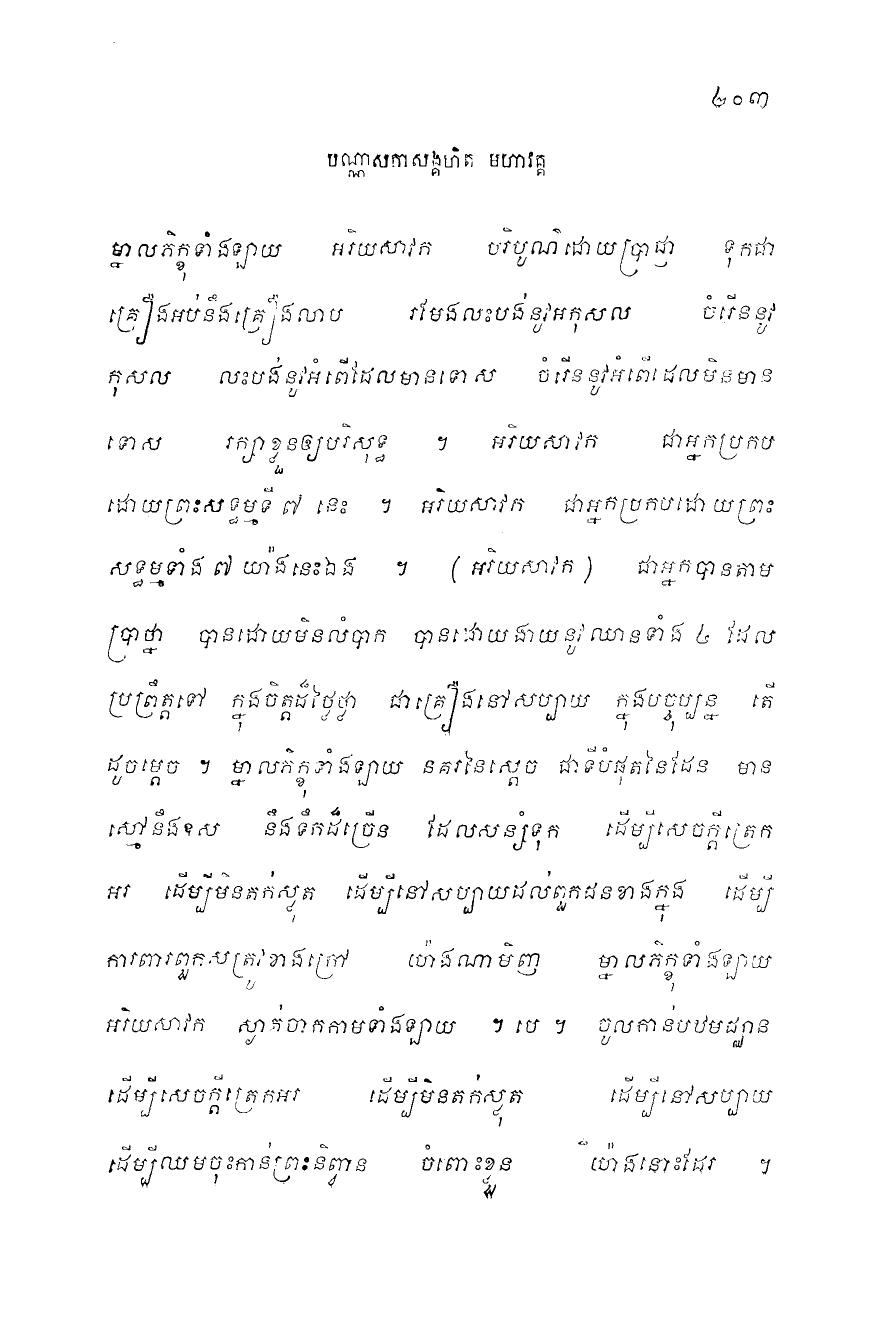 ២០៣
បណ្ណាសកាសង្គហិត មហាវគ្គ
ម្នាលភិក្ខុទាំងឡាយ អរិយសាវក បរិបូណ៌ដោយប្រាជ្ញា ទុកជា
គ្រឿងអប់នឹងគ្រឿងលាប រមែងលះបង់នូវអកុសល ចំរើននូវ
កុសល លះបង់នូវអំពើដែលមានទោស ចំរើននូវអំពើដែលមិនមាន
ទោស រក្សាខ្លួនឲ្យបរិសុទ្ធ ។ អរិយសាវក ជាអ្នកប្រកប
ដោយព្រះសទ្ធម្មទី ៧ នេះ ។ អរិយសាវក ជាអ្នកប្រកបដោយព្រះ
សទ្ធម្មទាំង ៧ យ៉ាងនេះឯង ។ (អរិយសាវក) ជាអ្នកបានតាម
ប្រាថ្នា បានដោយមិនលំបាក បានដោយងាយនូវឈានទាំង ៤ ដែល
ប្រព្រឹត្តទៅ ក្នុងចិត្តដ៏ថ្លៃថ្លា ជាគ្រឿងនៅសប្បាយ ក្នុងបច្ចុប្បន្ន តើ
ដូចម្តេច ។ ម្នាលភិក្ខុទាំងឡាយ នគរនៃស្តេច ជាទីបំផុតនៃដែន មាន
ស្មៅនឹងឧស នឹងទឹកដ៏ច្រើន ដែលសន្សំទុក ដើម្បីសេចក្តីត្រេក
អរ ដើម្បីមិនតក់ស្លុត ដើម្បីនៅសប្បាយដល់ពួកជនខាងក្នុង ដើម្បី
ការពារពួកសត្រូវខាងក្រៅ យ៉ាងណាមិញ ម្នាលភិក្ខុទាំងឡាយ
អរិយសាវក ស្ងាត់ចាកកាមទាំងឡាយ ។ បេ ។ ចូលកាន់បឋមជ្ឈាន
ដើម្បីសេចក្តីត្រេកអរ ដើម្បីមិនតក់ស្លុត ដើម្បីនៅសប្បាយ
ដើម្បីឈមចុះកាន់ព្រះនិព្វាន ចំពោះខ្លួន ក៏យ៉ាងនោះដែរ ។